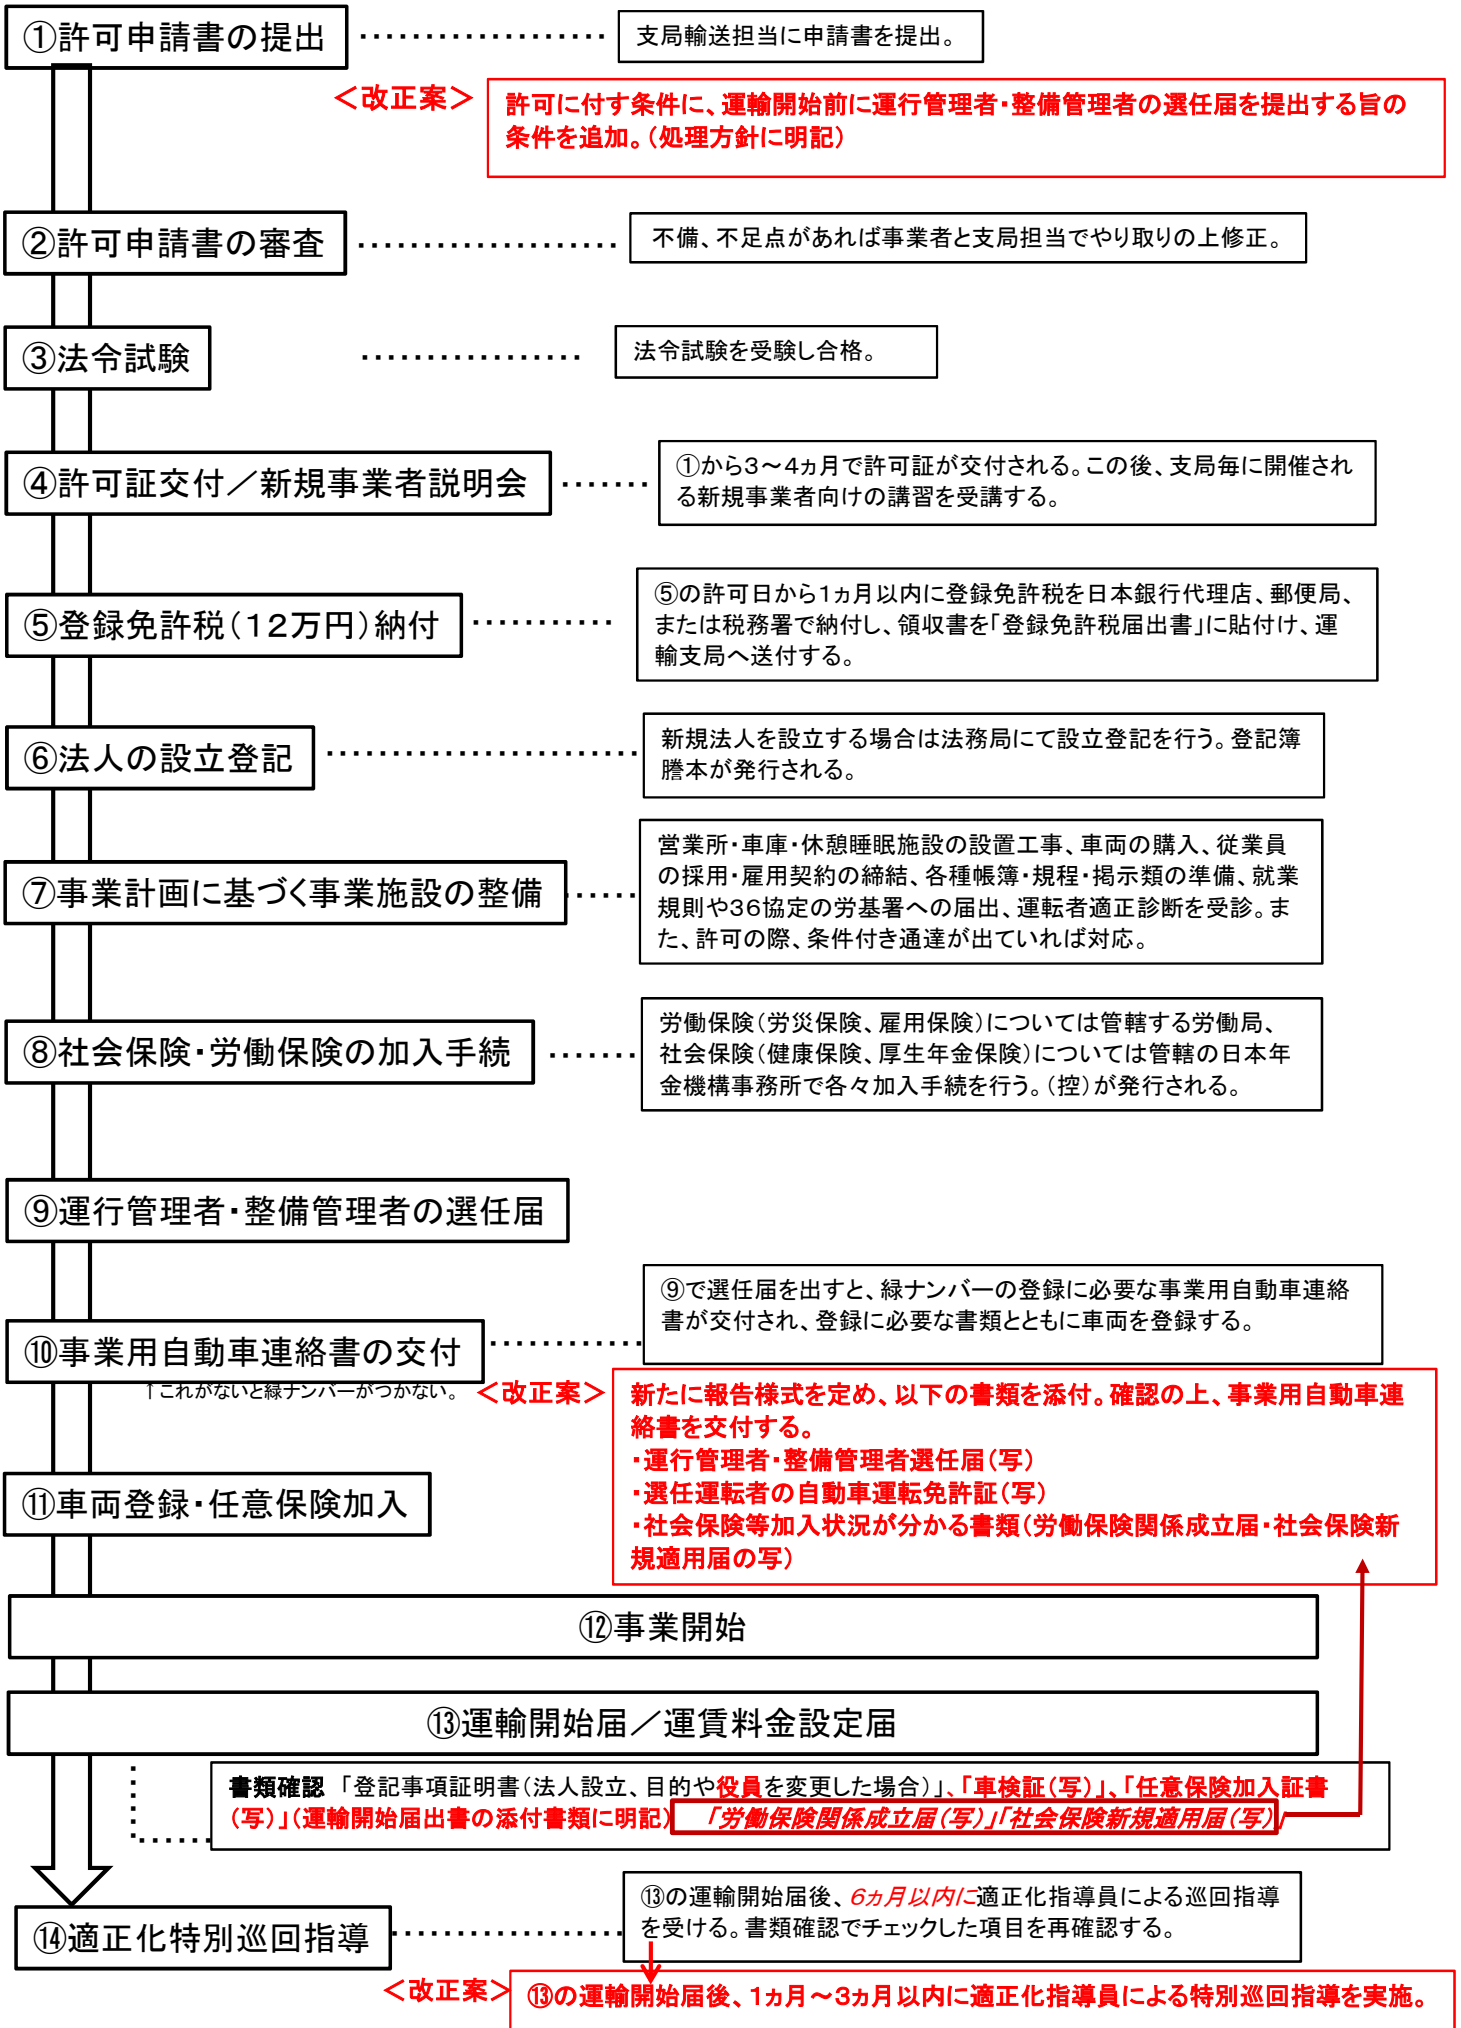 ①許可申請書の提出
支局輸送担当に申請書を提出。
＜改正案＞
許可に付す条件に、運輸開始前に運行管理者・整備管理者の選任届を提出する旨の
条件を追加。（処理方針に明記）
②許可申請書の審査
不備、不足点があれば事業者と支局担当でやり取りの上修正。
③法令試験
法令試験を受験し合格。
④許可証交付／新規事業者説明会
①から３～４ヵ月で許可証が交付される。この後、支局毎に開催され
る新規事業者向けの講習を受講する。
⑤登録免許税（１２万円）納付
⑤の許可日から１ヵ月以内に登録免許税を日本銀行代理店、郵便局、
または税務署で納付し、領収書を「登録免許税届出書」に貼付け、運
輸支局へ送付する。
⑥法人の設立登記
新規法人を設立する場合は法務局にて設立登記を行う。登記簿
謄本が発行される。
⑦事業計画に基づく事業施設の整備
営業所・車庫・休憩睡眠施設の設置工事、車両の購入、従業員
の採用・雇用契約の締結、各種帳簿・規程・掲示類の準備、就業
規則や３６協定の労基署への届出、運転者適正診断を受診。ま
た、許可の際、条件付き通達が出ていれば対応。
⑧社会保険・労働保険の加入手続
労働保険（労災保険、雇用保険）については管轄する労働局、
社会保険（健康保険、厚生年金保険）については管轄の日本年
金機構事務所で各々加入手続を行う。（控）が発行される。
⑨運行管理者・整備管理者の選任届
⑨で選任届を出すと、緑ナンバーの登録に必要な事業用自動車連絡
書が交付され、登録に必要な書類とともに車両を登録する。
⑩事業用自動車連絡書の交付
↑これがないと緑ナンバーがつかない。
＜改正案＞
新たに報告様式を定め、以下の書類を添付。確認の上、事業用自動車連
絡書を交付する。
・運行管理者・整備管理者選任届（写）
・選任運転者の自動車運転免許証（写）
・社会保険等加入状況が分かる書類（労働保険関係成立届・社会保険新
規適用届の写）
⑪車両登録・任意保険加入
⑫事業開始
⑬運輸開始届／運賃料金設定届
書類確認　「登記事項証明書（法人設立、目的や役員を変更した場合）」、「車検証（写）」、「任意保険加入証書
（写）」（運輸開始届出書の添付書類に明記）　「労働保険関係成立届（写）」「社会保険新規適用届（写）」
⑭適正化特別巡回指導
⑬の運輸開始届後、６ヵ月以内に適正化指導員による巡回指導
を受ける。書類確認でチェックした項目を再確認する。
＜改正案＞
⑬の運輸開始届後、１ヵ月～３ヵ月以内に適正化指導員による特別巡回指導を実施。